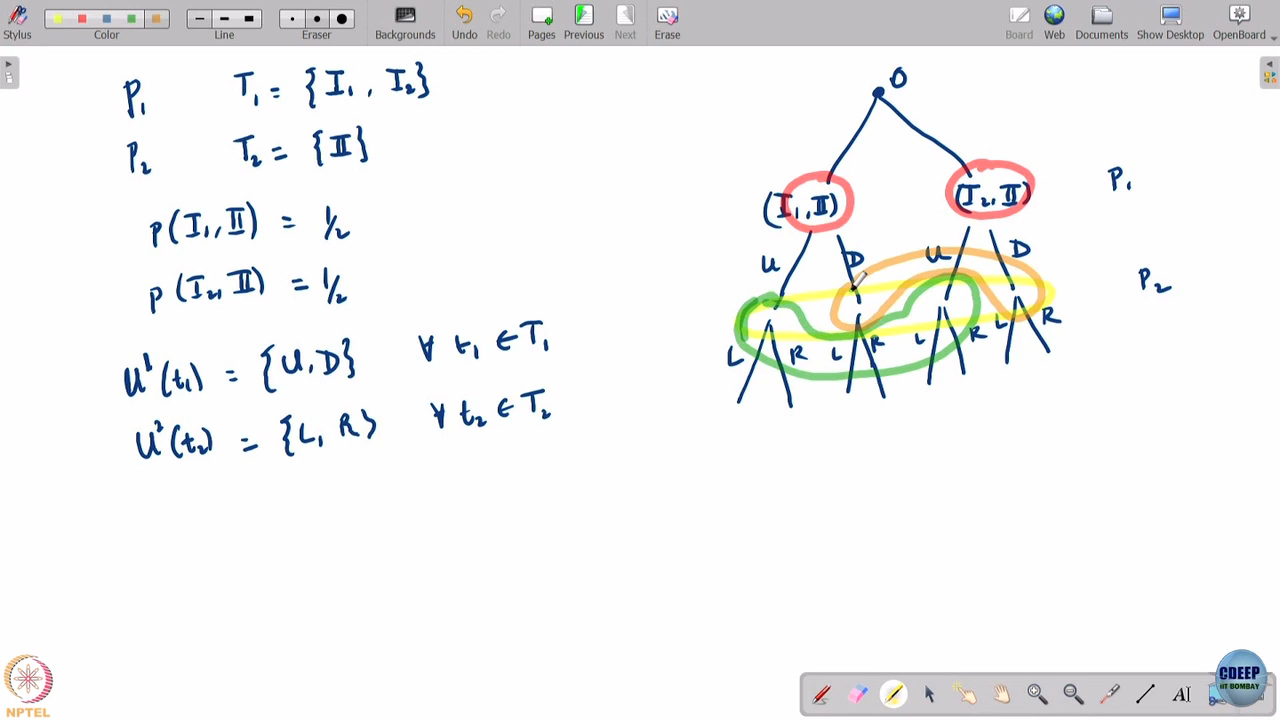 Stylus Color Line Eraser Backgrounds Undo Redo Pages Previous Next Erase Board Web Documents Show Desktop OpenBoard
P₁ T₁ = {I₁, I₂}
P₂ T₂ = {II}
p(I₁, II) = 1/2
p(I₂, II) = 1/2
U¹(t₁) = {U, D} ∀ t₁ ∈ T₁
U²(t₂) = {L, R} ∀ t₂ ∈ T₂
O
(I₁, II) (I₂, II) P₁
U D U D
P₂
L R L R L R L R
NPTEL
CDEEP
IIT BOMBAY